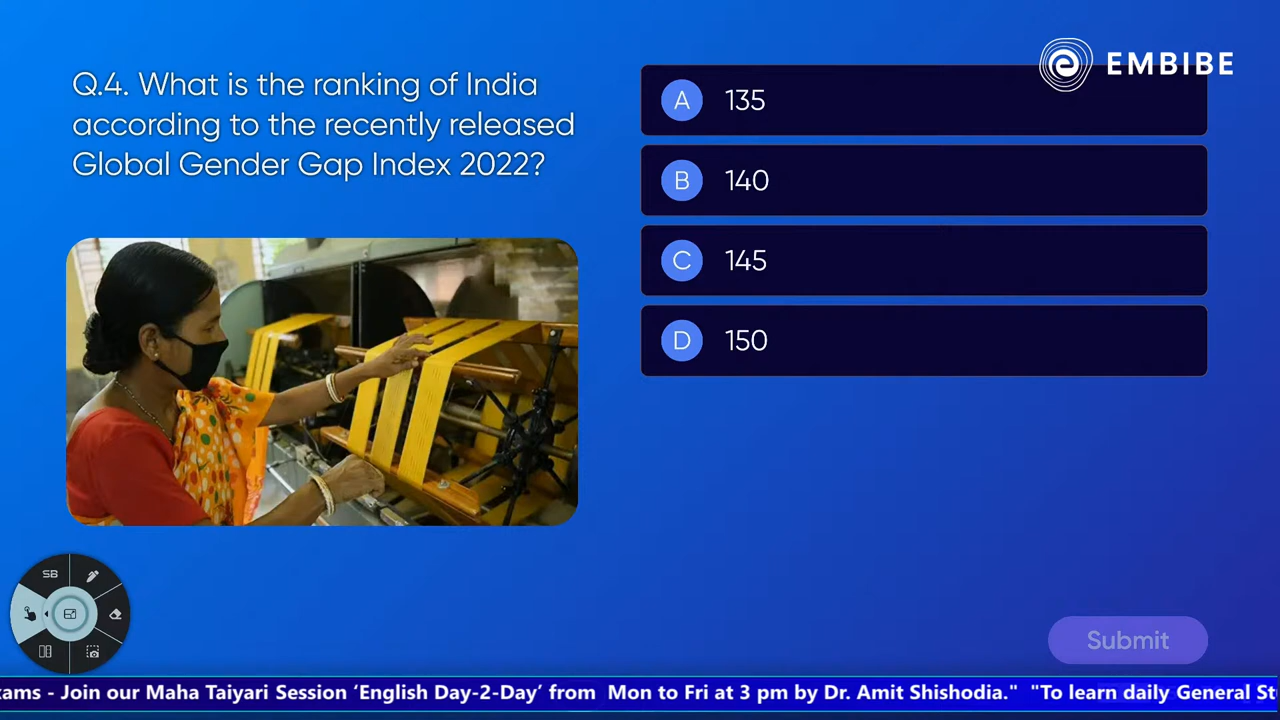 Q.4. What is the ranking of India
according to the recently released
Global Gender Gap Index 2022?
EMBIBE
A 135
B 140
C 145
D 150
SB
Submit
xams - Join our Maha Taiyari Session ‘English Day-2-Day’ from  Mon to Fri at 3 pm by Dr. Amit Shishodia."  "To learn daily General St